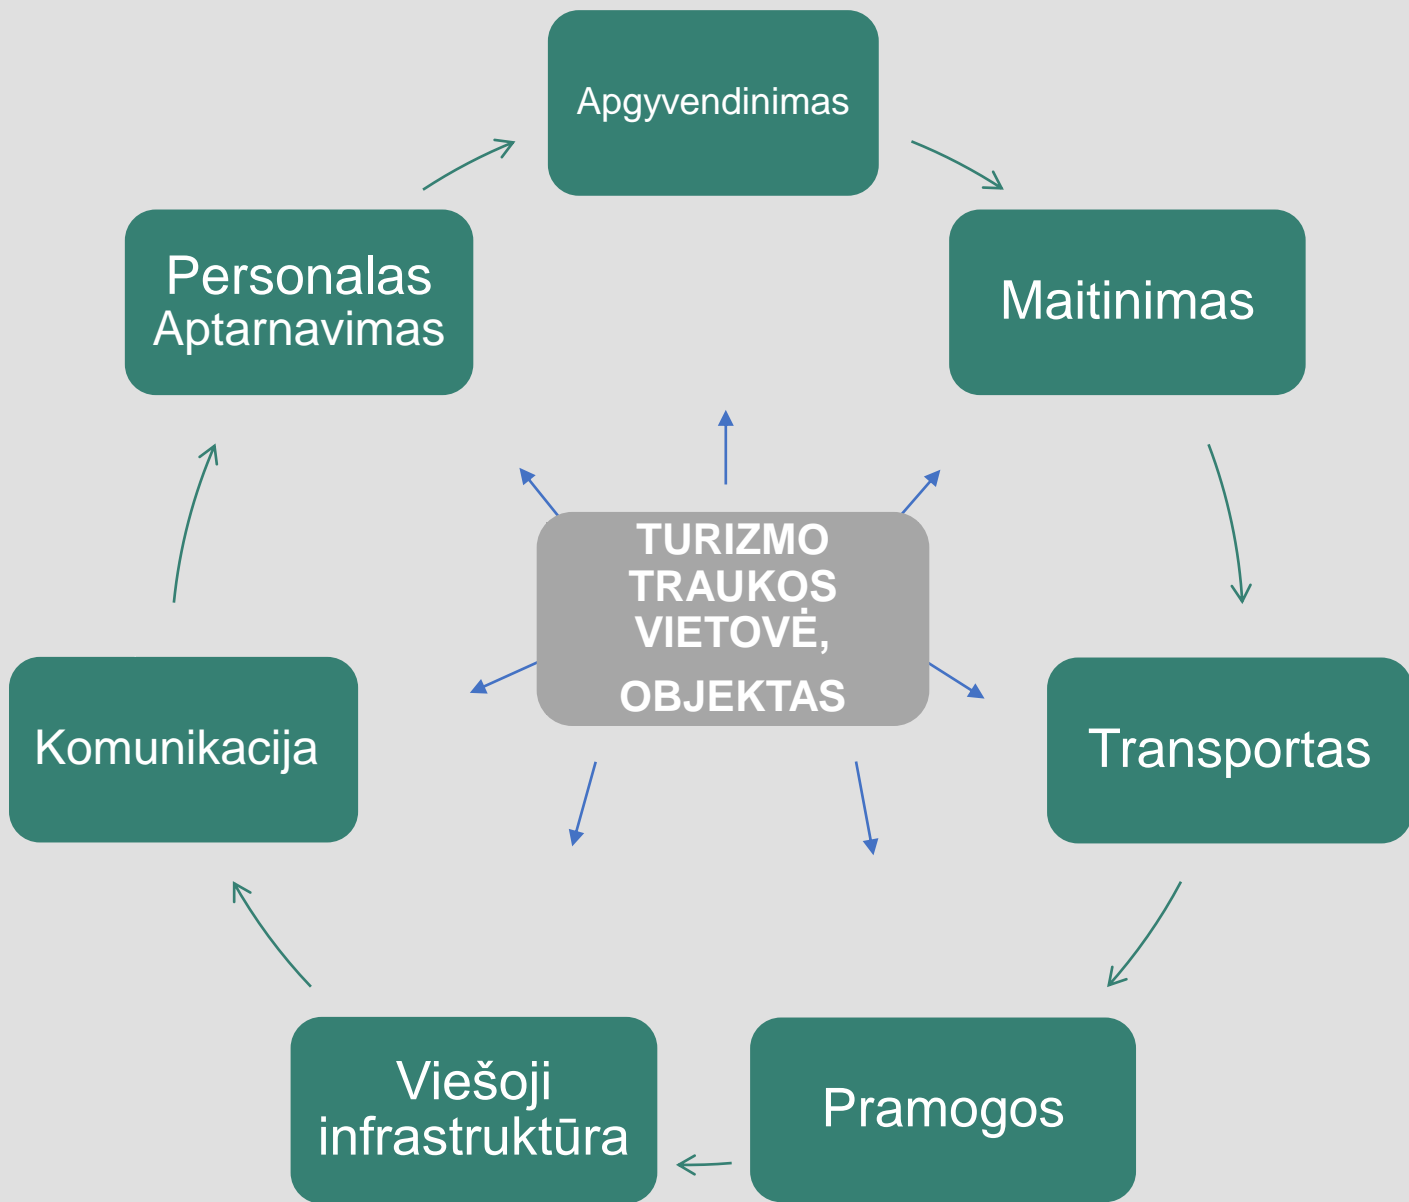 Apgyvendinimas
Personalas
Aptarnavimas
Maitinimas
TURIZMO
TRAUKOS
VIETOVĖ,
OBJEKTAS
Komunikacija
Transportas
Viešoji
infrastruktūra
Pramogos